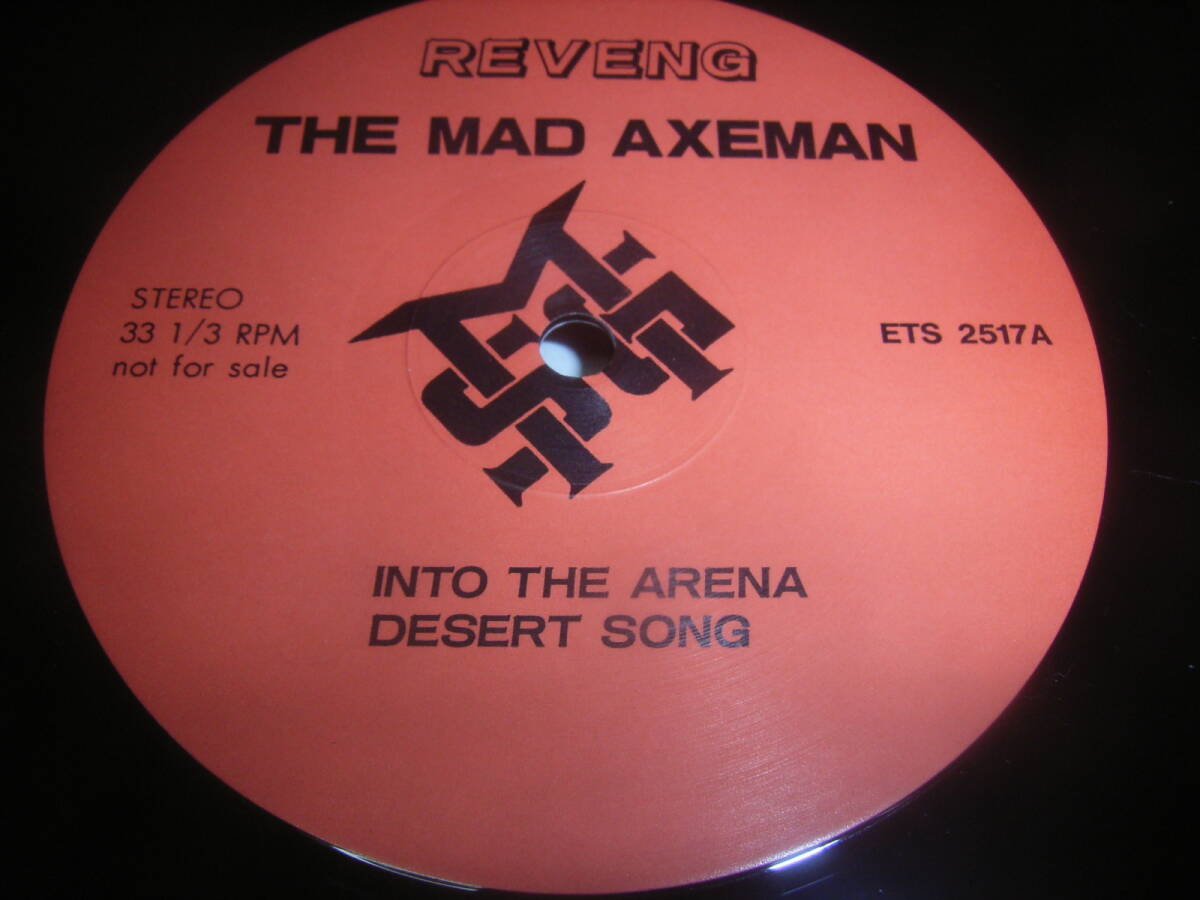 REVENG
THE MAD AXEMAN
STEREO
33 1/3 RPM
not for sale
ETS 2517A
INTO THE ARENA
DESERT SONG